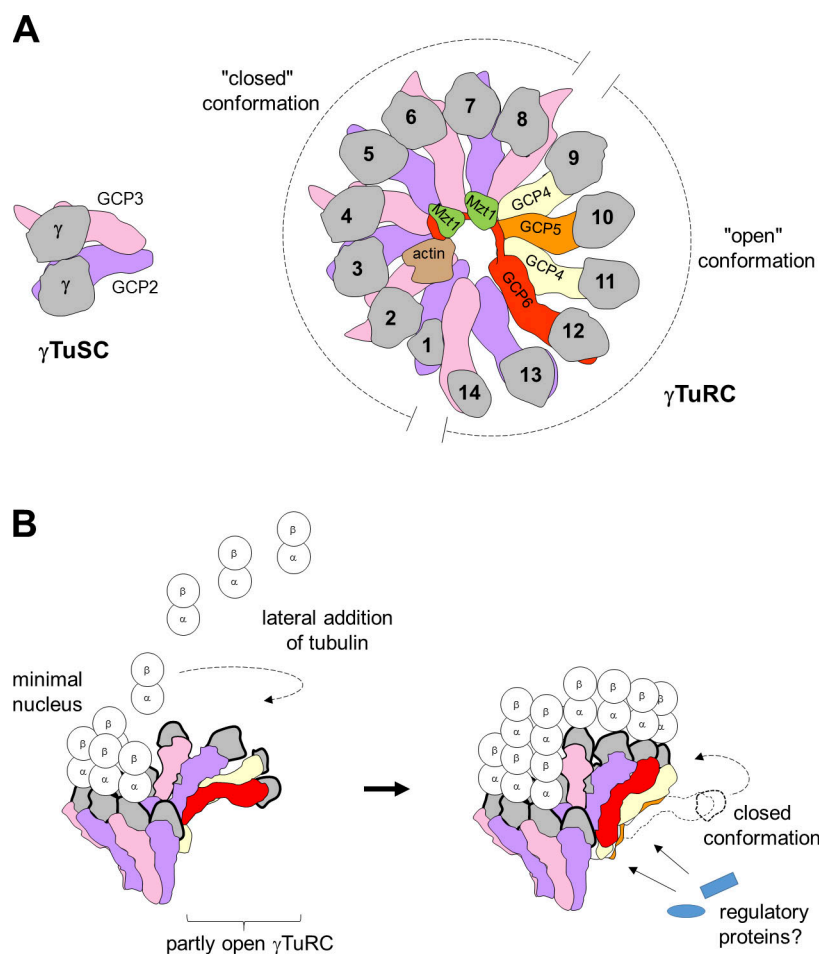 A
"closed"
conformation
7
6
8
5
9
GCP3
GCP4
4
Mzt1
Mzt1
10
γ
GCP5
"open"
conformation
actin
GCP4
3
11
γ
GCP2
GCP6
2
12
γTuSC
1
13
γTuRC
14
B
β
α
β
α
β
α
lateral addition
of tubulin
β
α
minimal
nucleus
β
β
β
α
α
α
β
β
β
β
β
β
α
α
α
α
β
β
α
α
α
α
closed
conformation
regulatory
proteins?
partly open γTuRC